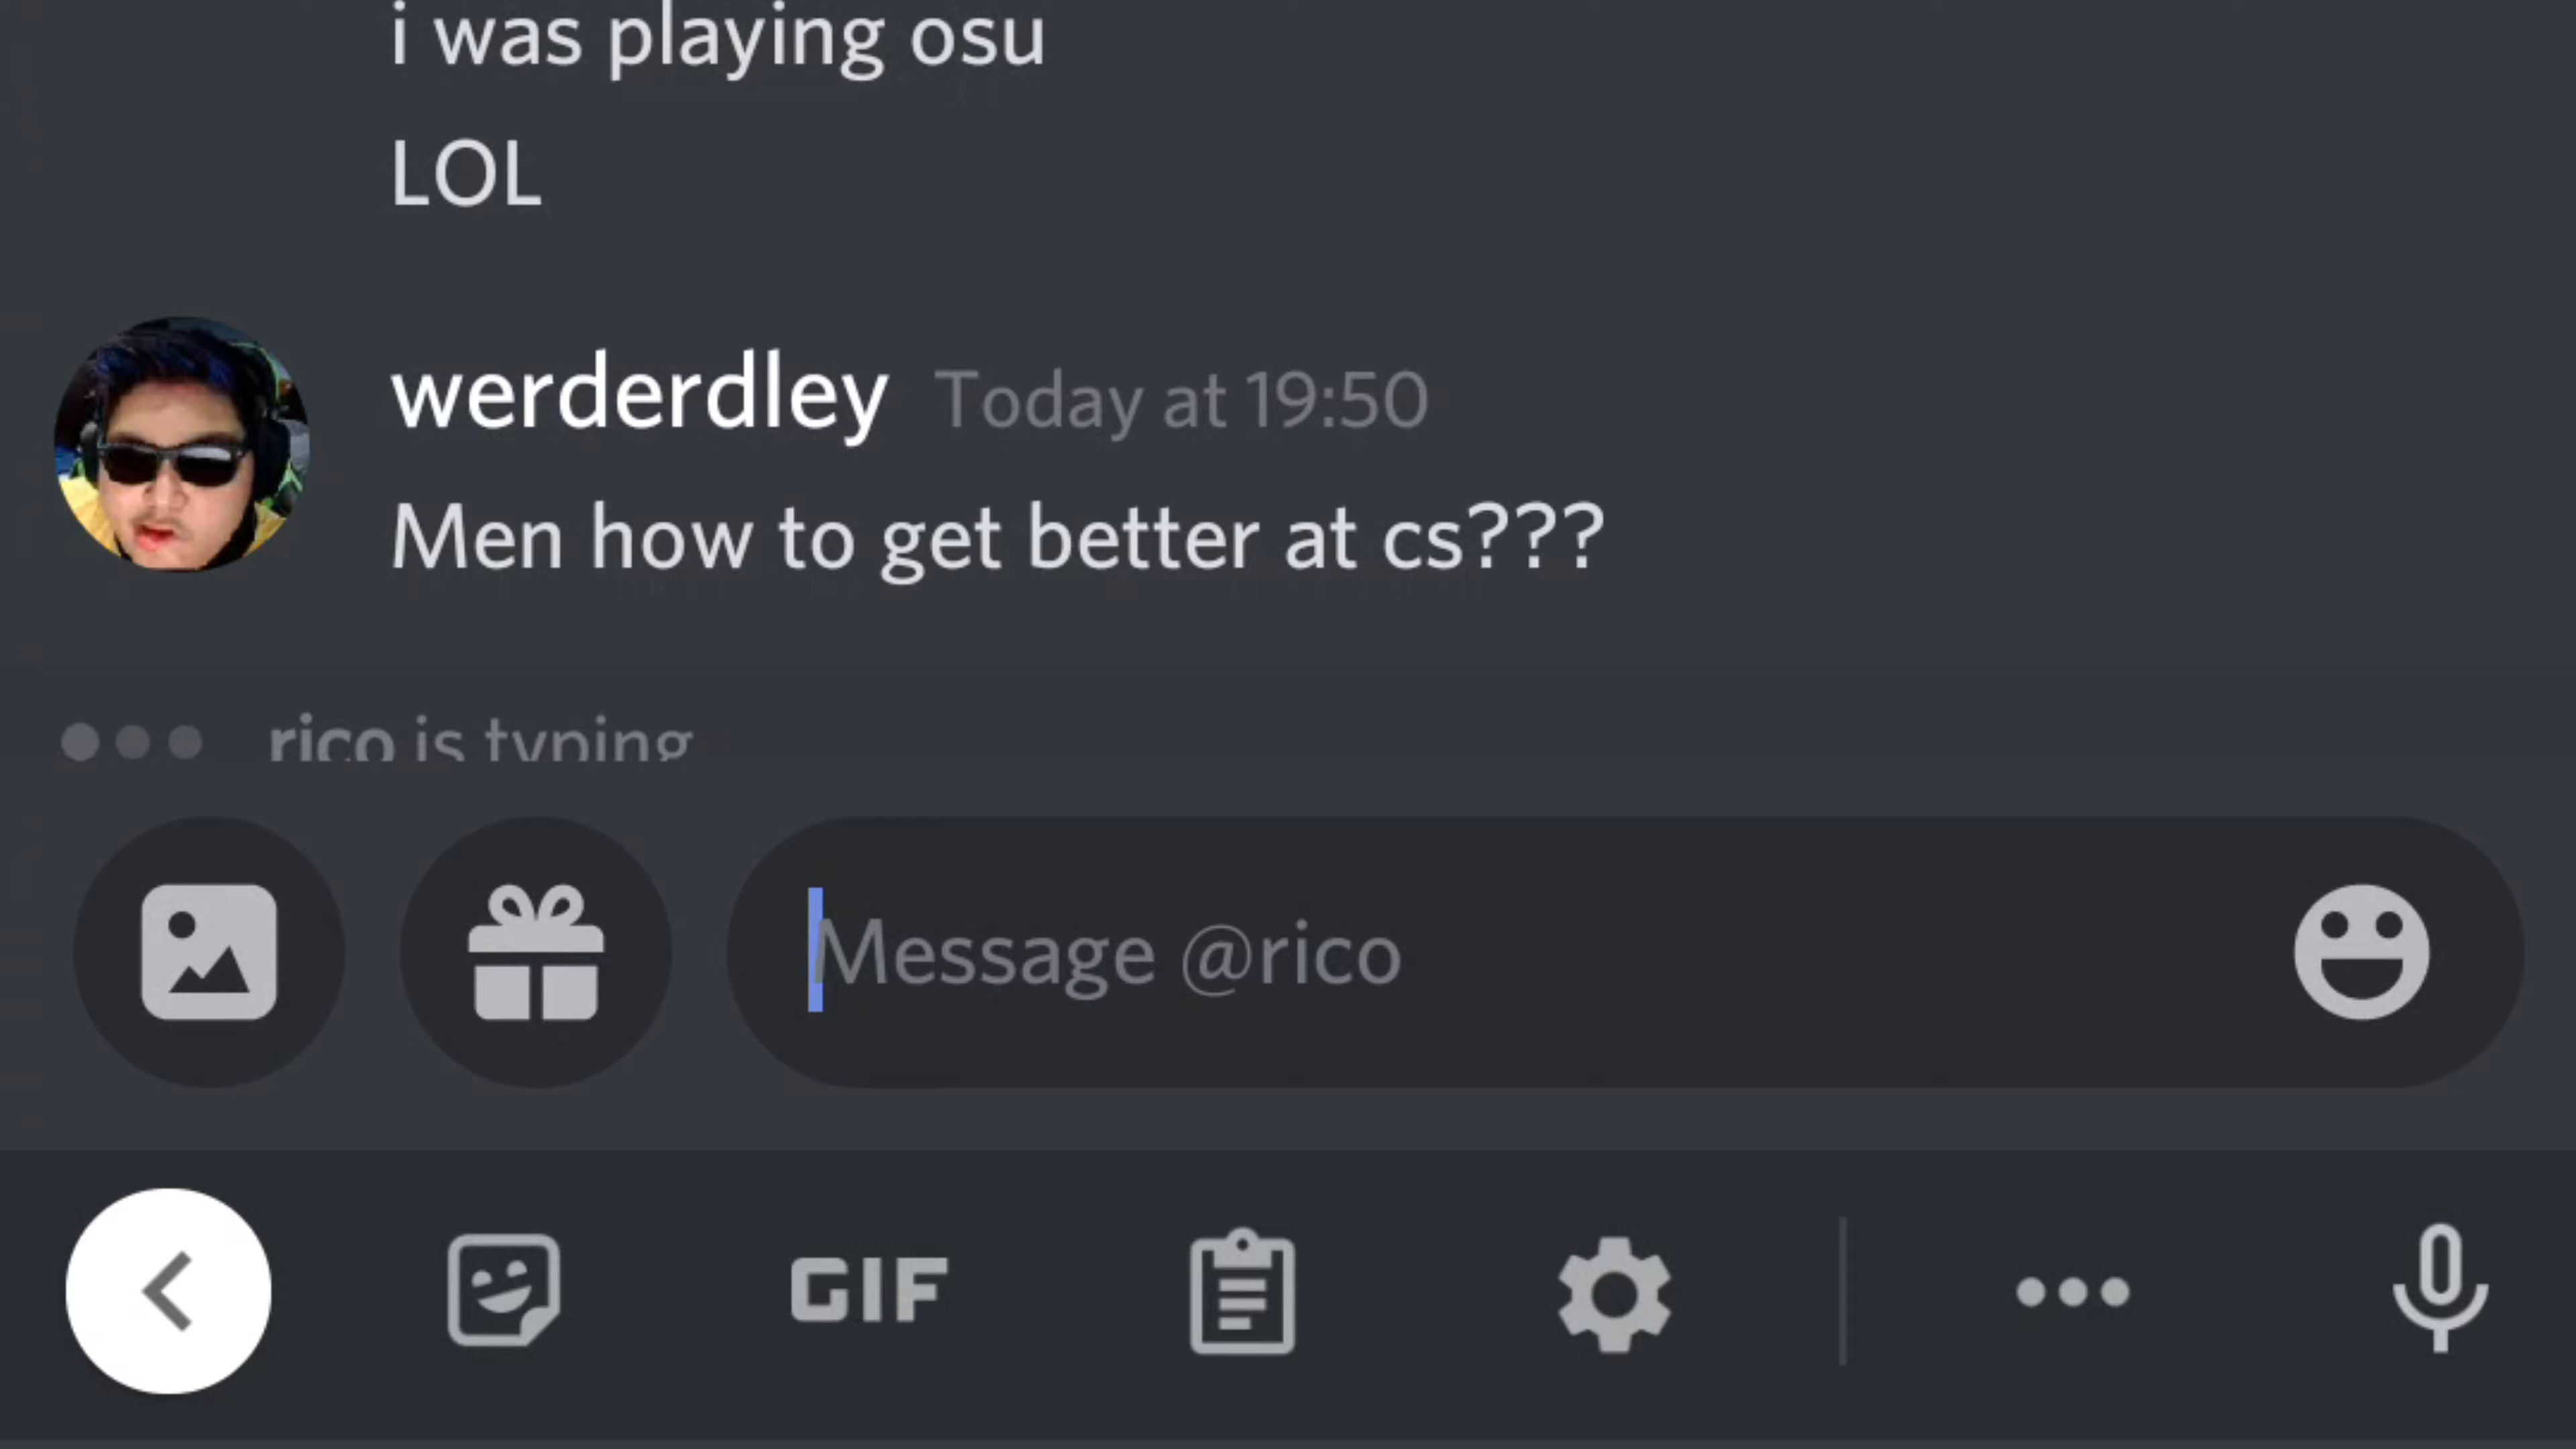 i was playing osu
LOL
werderdley Today at 19:50
Men how to get better at cs???
rico is typing
Message @rico
GIF